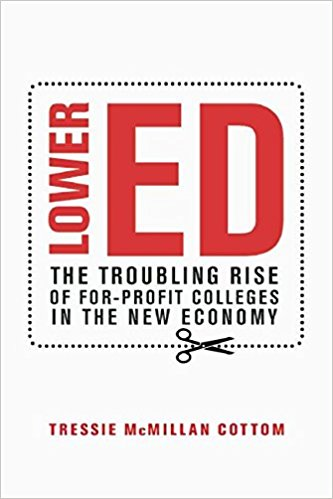 LOWER
ED
THE TROUBLING RISE
OF FOR-PROFIT COLLEGES
IN THE NEW ECONOMY
TRESSIE McMILLAN COTTOM